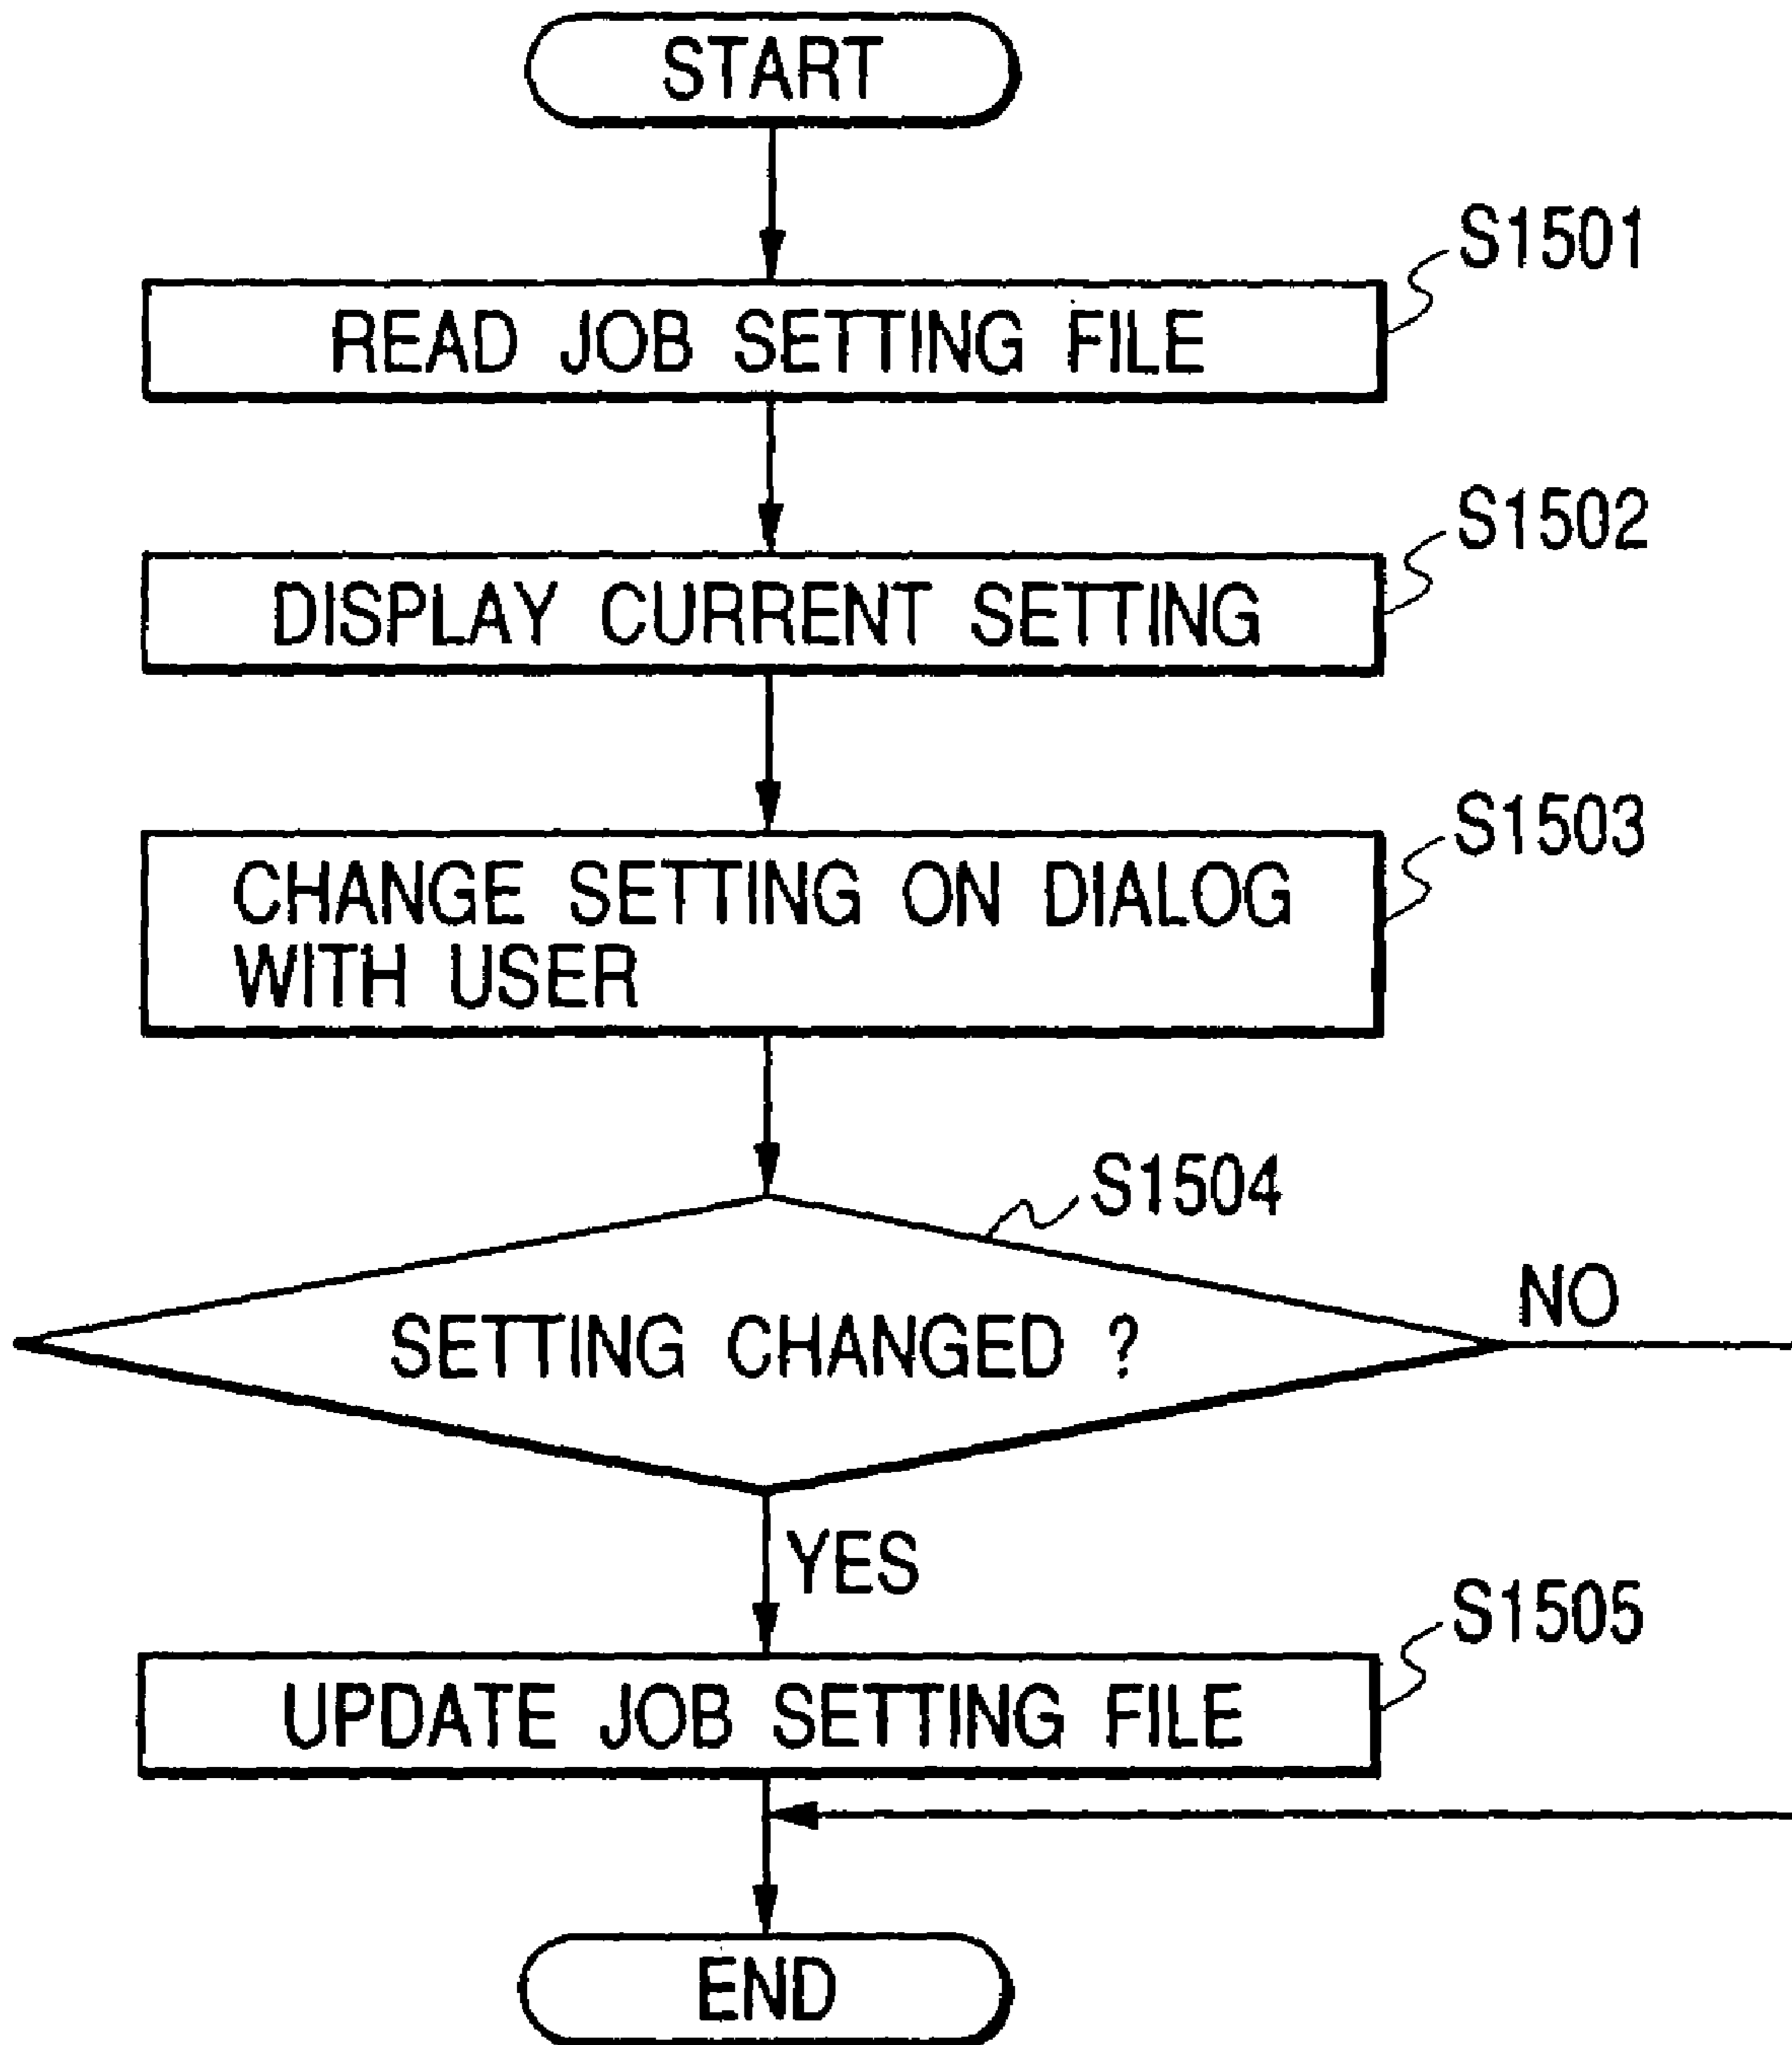 START
S1501
READ JOB SETTING FILE
S1502
DISPLAY CURRENT SETTING
S1503
CHANGE SETTING ON DIALOG
WITH USER
S1504
NO
SETTING CHANGED ?
YES
S1505
UPDATE JOB SETTING FILE
END